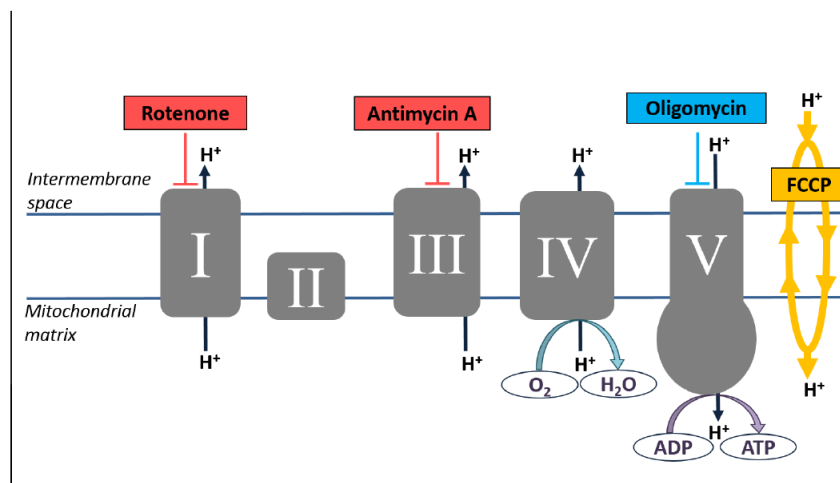 Rotenone
Antimycin A
Oligomycin
H⁺
H⁺
H⁺
H⁺
H⁺
FCCP
Intermembrane
space
I
II
III
IV
V
Mitochondrial
matrix
H⁺
H⁺
H⁺
H⁺
O₂
H₂O
H⁺
ADP
ATP